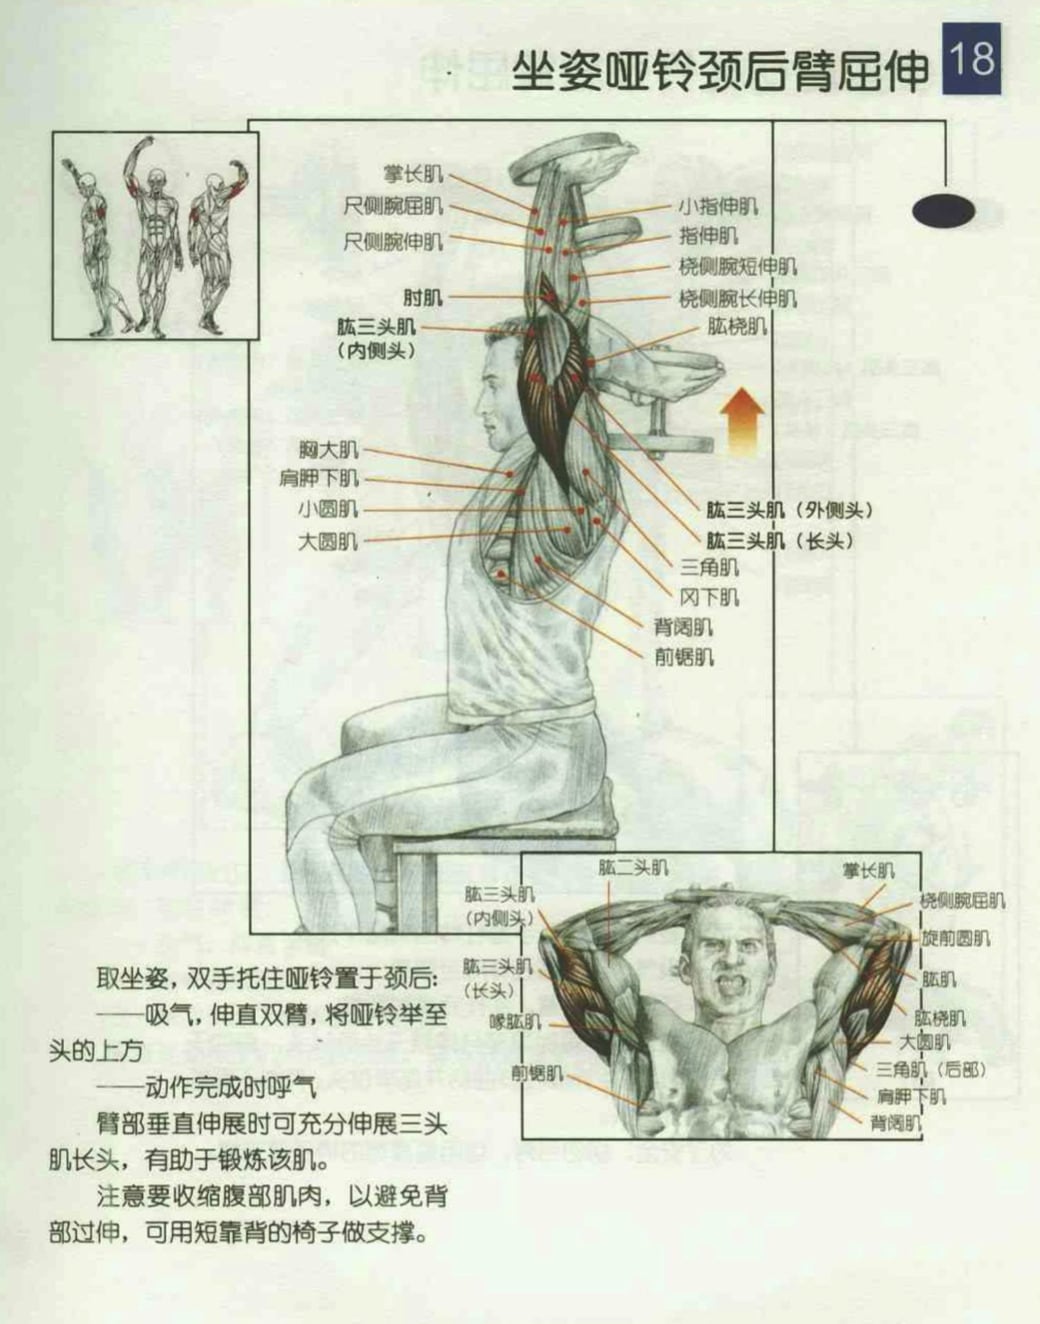 坐姿哑铃颈后臂屈伸
18
掌长肌
尺侧腕屈肌
尺侧腕伸肌
肘肌
肱三头肌
（内侧头）
胸大肌
肩胛下肌
小圆肌
大圆肌
小指伸肌
指伸肌
桡侧腕短伸肌
桡侧腕长伸肌
肱桡肌
肱三头肌（外侧头）
肱三头肌（长头）
三角肌
冈下肌
背阔肌
前锯肌
肱二头肌
肱三头肌
（内侧头）
肱三头肌
（长头）
喙肱肌
前锯肌
掌长肌
桡侧腕屈肌
旋前圆肌
肱肌
肱桡肌
大圆肌
三角肌（后部）
肩胛下肌
背阔肌
取坐姿，双手托住哑铃置于颈后：
——吸气，伸直双臂，将哑铃举至
头的上方
——动作完成时呼气
臂部垂直伸展时可充分伸展三头
肌长头，有助于锻炼该肌。
注意要收缩腹部肌肉，以避免背
部过伸，可用短靠背的椅子做支撑。